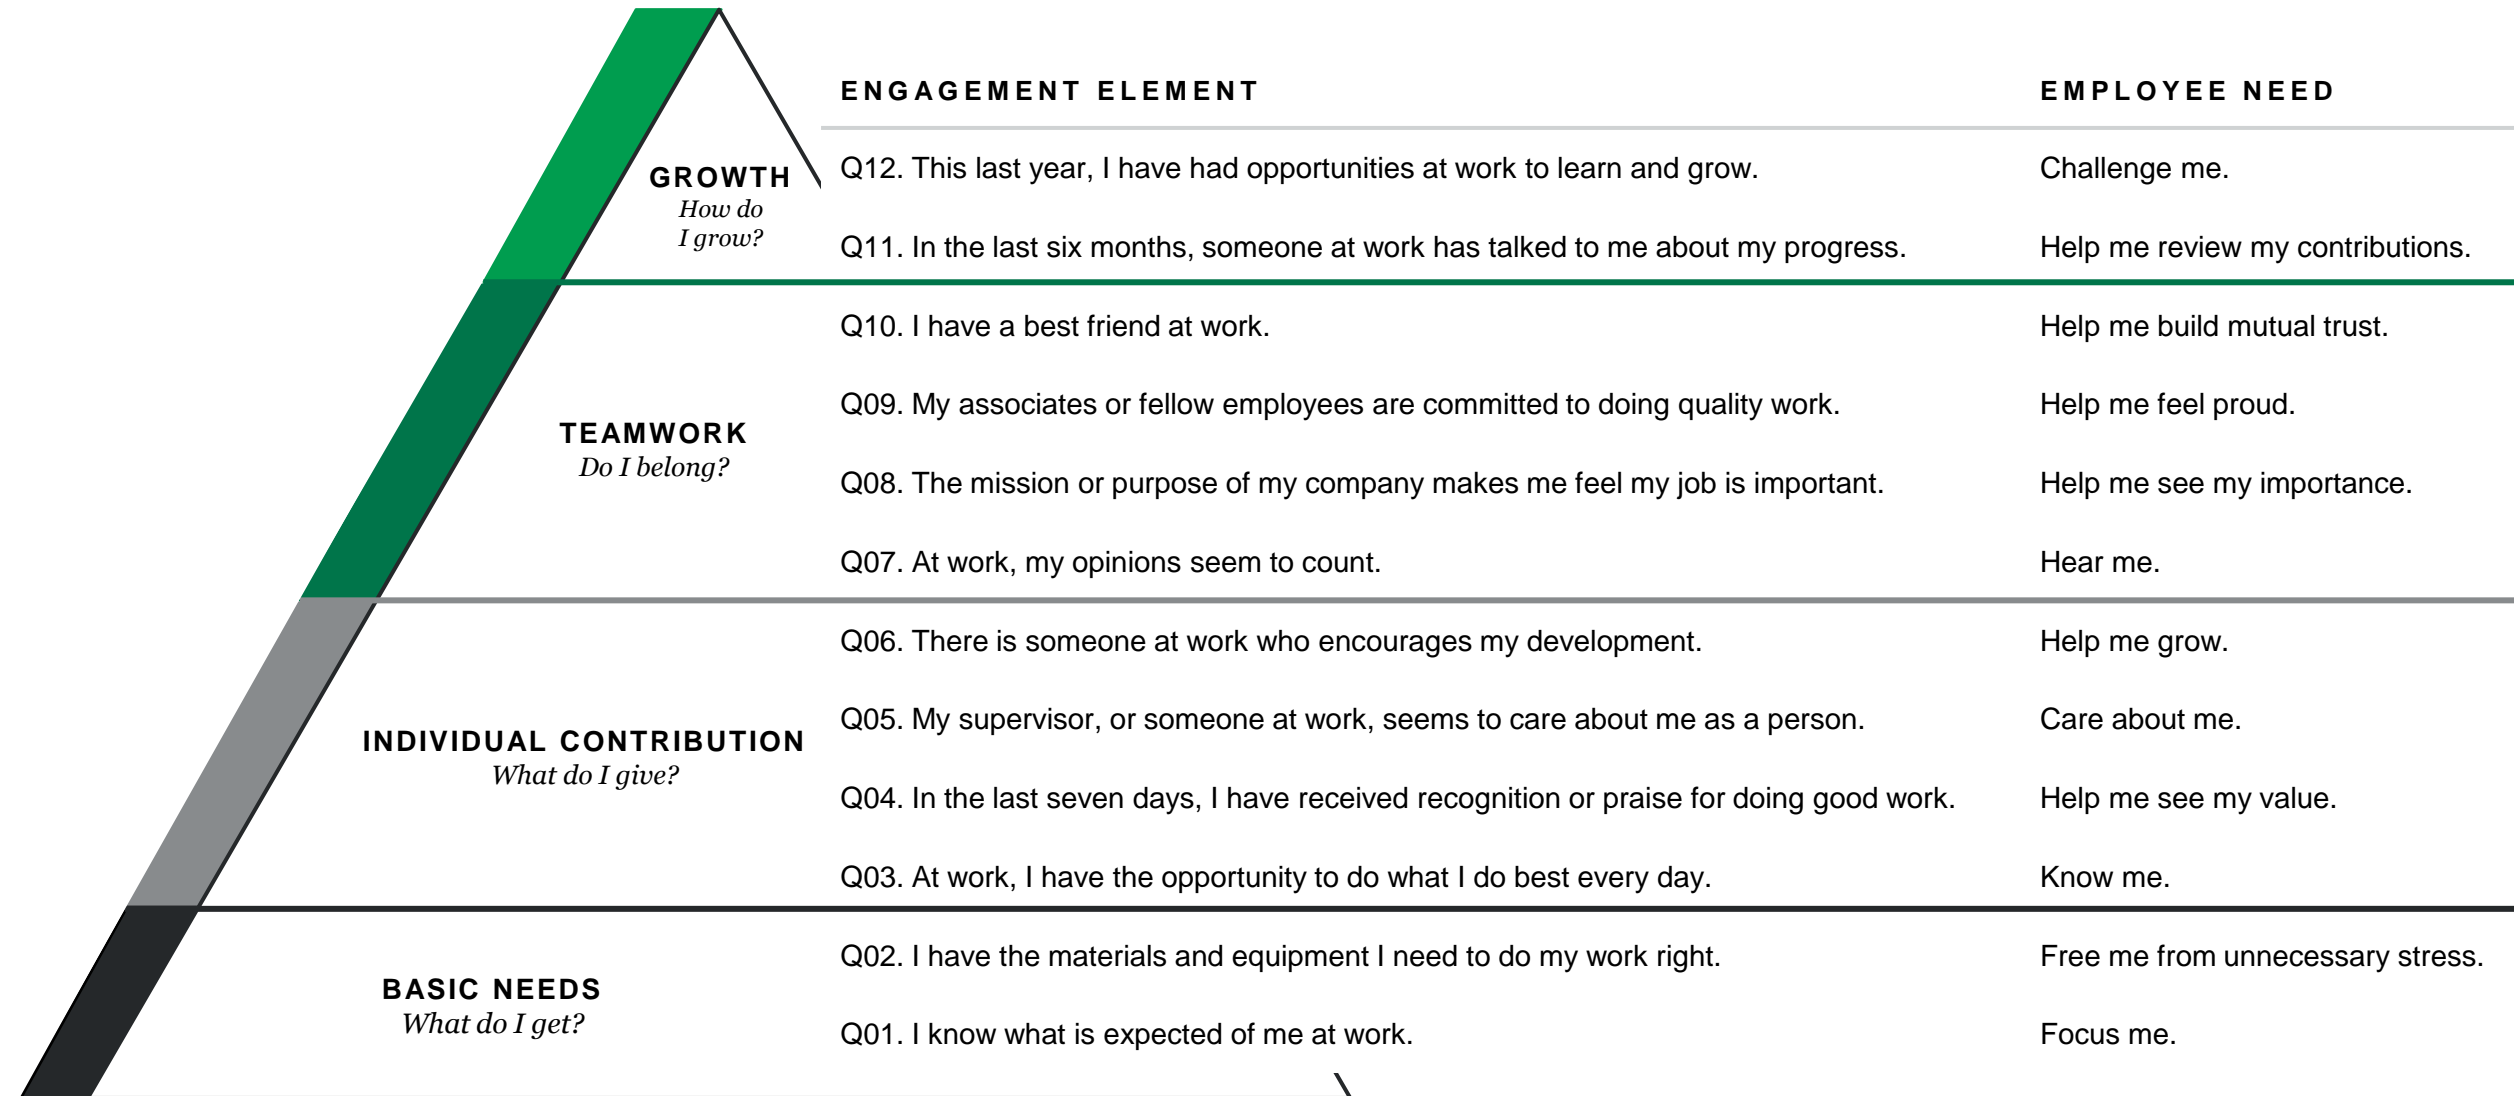 ENGAGEMENT ELEMENT EMPLOYEE NEED
GROWTH
How do
I grow?
Q12. This last year, I have had opportunities at work to learn and grow. Challenge me.
Q11. In the last six months, someone at work has talked to me about my progress. Help me review my contributions.
TEAMWORK
Do I belong?
Q10. I have a best friend at work. Help me build mutual trust.
Q09. My associates or fellow employees are committed to doing quality work. Help me feel proud.
Q08. The mission or purpose of my company makes me feel my job is important. Help me see my importance.
Q07. At work, my opinions seem to count. Hear me.
INDIVIDUAL CONTRIBUTION
What do I give?
Q06. There is someone at work who encourages my development. Help me grow.
Q05. My supervisor, or someone at work, seems to care about me as a person. Care about me.
Q04. In the last seven days, I have received recognition or praise for doing good work. Help me see my value.
Q03. At work, I have the opportunity to do what I do best every day. Know me.
BASIC NEEDS
What do I get?
Q02. I have the materials and equipment I need to do my work right. Free me from unnecessary stress.
Q01. I know what is expected of me at work. Focus me.